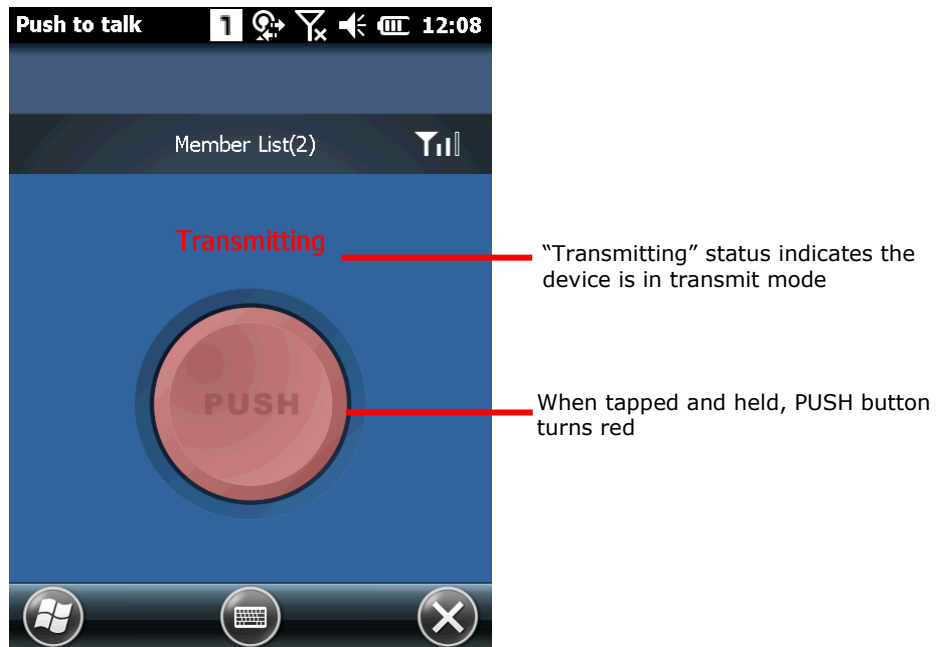 Push to talk 1 12:08
Member List(2)
Transmitting
“Transmitting” status indicates the
device is in transmit mode
PUSH
When tapped and held, PUSH button
turns red